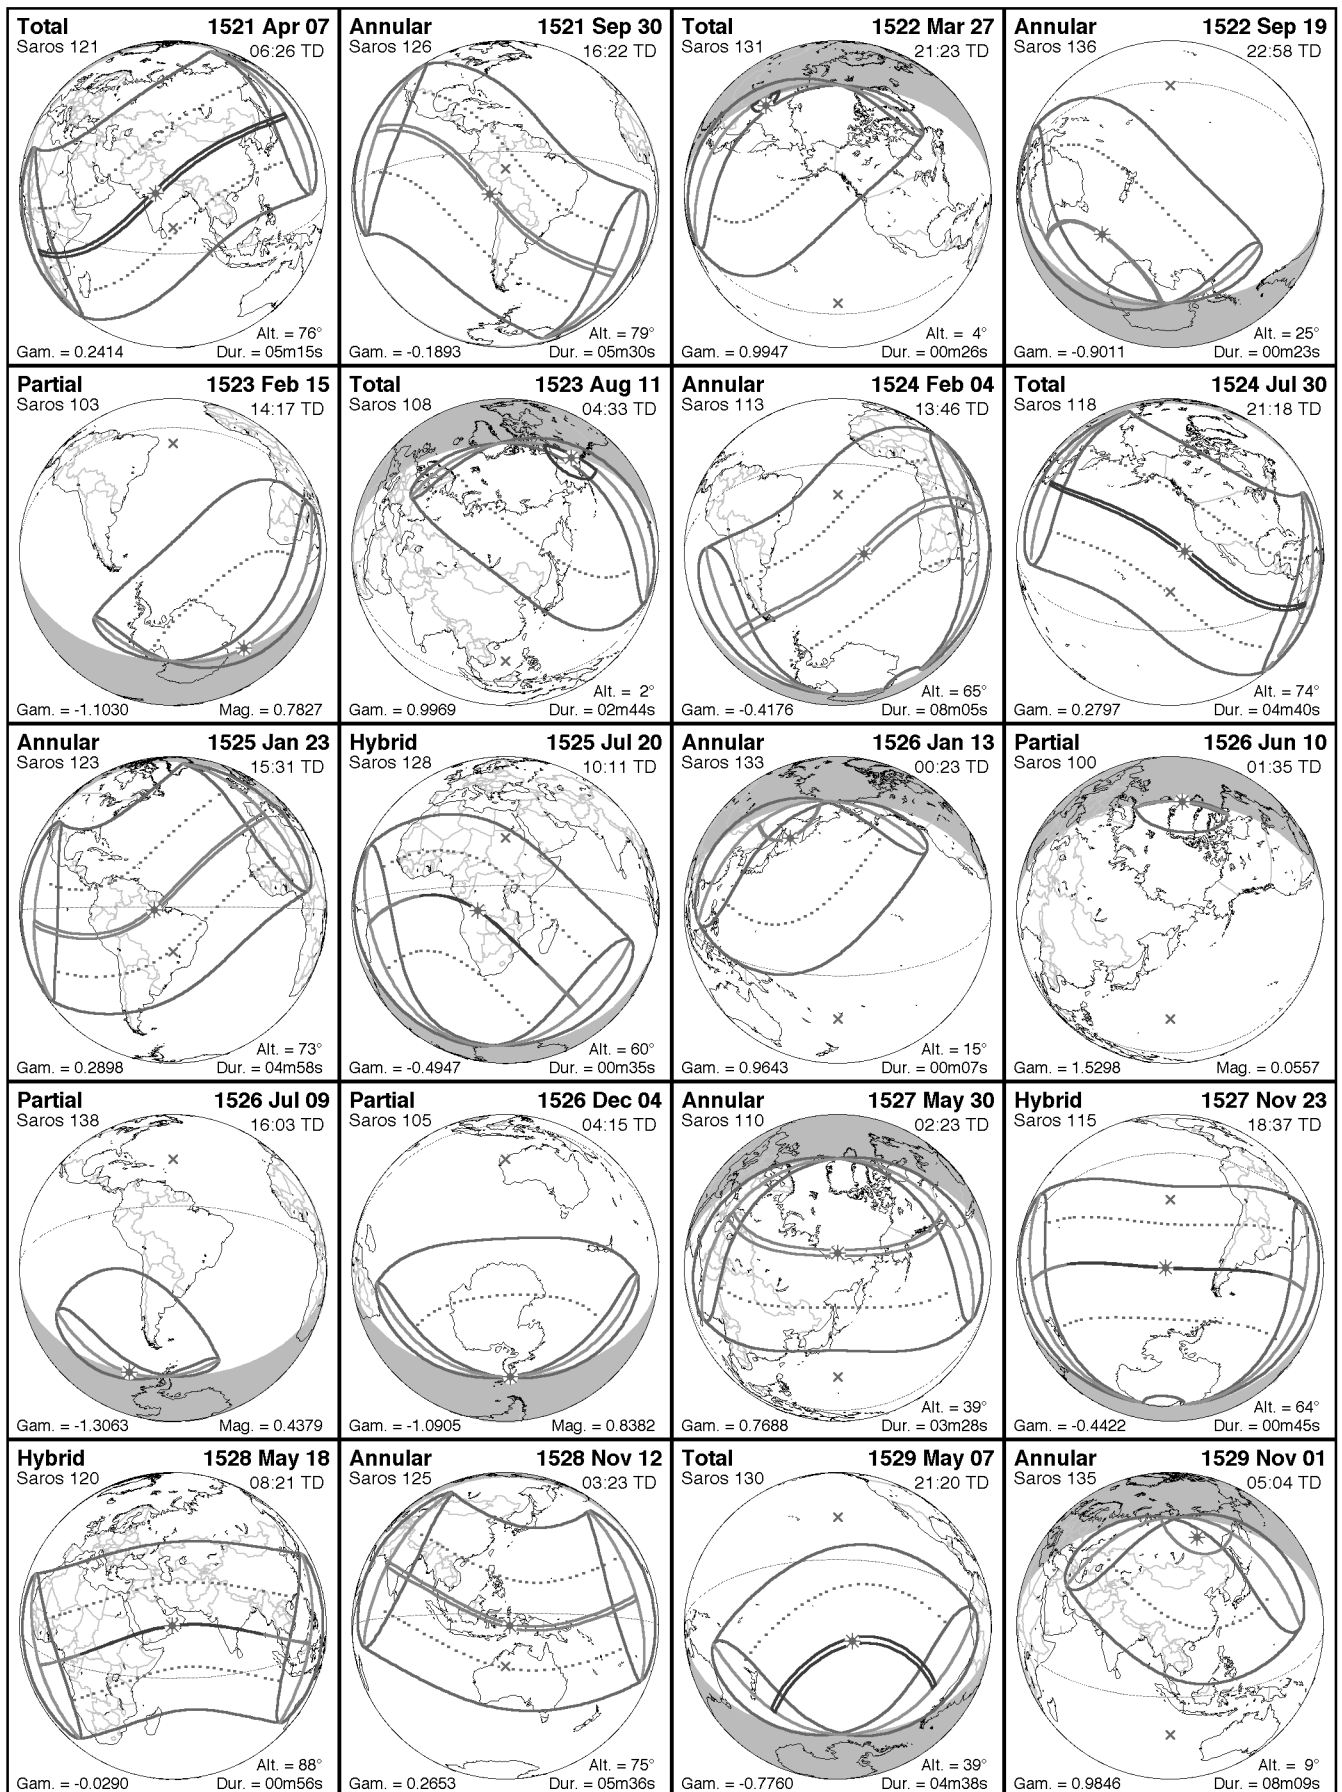 Total 1521 Apr 07
Saros 121 06:26 TD
Alt. = 76°
Gam. = 0.2414 Dur. = 05m15s
Annular 1521 Sep 30
Saros 126 16:22 TD
Alt. = 79°
Gam. = -0.1893 Dur. = 05m30s
Total 1522 Mar 27
Saros 131 21:23 TD
Alt. = 4°
Gam. = 0.9947 Dur. = 00m26s
Annular 1522 Sep 19
Saros 136 22:58 TD
Alt. = 25°
Gam. = -0.9011 Dur. = 00m23s
Partial 1523 Feb 15
Saros 103 14:17 TD
Gam. = -1.1030 Mag. = 0.7827
Total 1523 Aug 11
Saros 108 04:33 TD
Alt. = 2°
Gam. = 0.9969 Dur. = 02m44s
Annular 1524 Feb 04
Saros 113 13:46 TD
Alt. = 65°
Gam. = -0.4176 Dur. = 08m05s
Total 1524 Jul 30
Saros 118 21:18 TD
Alt. = 74°
Gam. = 0.2797 Dur. = 04m40s
Annular 1525 Jan 23
Saros 123 15:31 TD
Alt. = 73°
Gam. = 0.2898 Dur. = 04m58s
Hybrid 1525 Jul 20
Saros 128 10:11 TD
Alt. = 60°
Gam. = -0.4947 Dur. = 00m35s
Annular 1526 Jan 13
Saros 133 00:23 TD
Alt. = 15°
Gam. = 0.9643 Dur. = 00m07s
Partial 1526 Jun 10
Saros 100 01:35 TD
Gam. = 1.5298 Mag. = 0.0557
Partial 1526 Jul 09
Saros 138 16:03 TD
Gam. = -1.3063 Mag. = 0.4379
Partial 1526 Dec 04
Saros 105 04:15 TD
Gam. = -1.0905 Mag. = 0.8382
Annular 1527 May 30
Saros 110 02:23 TD
Alt. = 39°
Gam. = 0.7688 Dur. = 03m28s
Hybrid 1527 Nov 23
Saros 115 18:37 TD
Alt. = 64°
Gam. = -0.4422 Dur. = 00m45s
Hybrid 1528 May 18
Saros 120 08:21 TD
Alt. = 88°
Gam. = -0.0290 Dur. = 00m56s
Annular 1528 Nov 12
Saros 125 03:23 TD
Alt. = 75°
Gam. = 0.2653 Dur. = 05m36s
Total 1529 May 07
Saros 130 21:20 TD
Alt. = 39°
Gam. = -0.7760 Dur. = 04m38s
Annular 1529 Nov 01
Saros 135 05:04 TD
Alt. = 9°
Gam. = 0.9846 Dur. = 08m09s